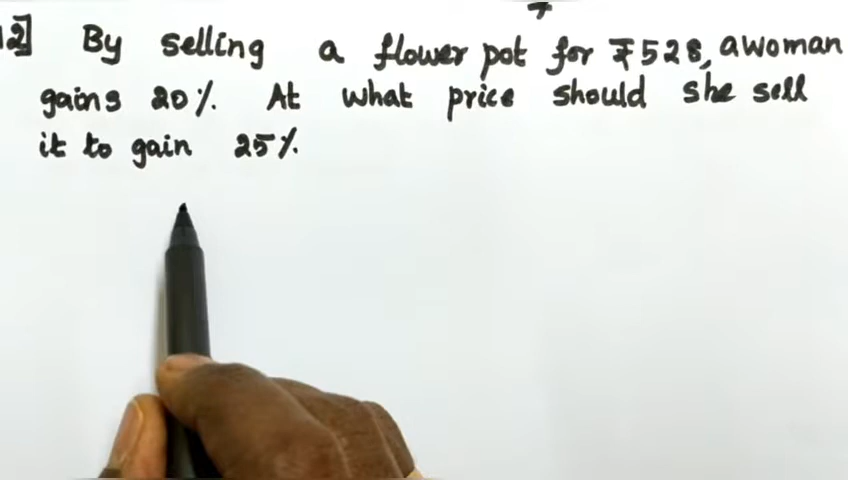 12] By selling a flower pot for ₹528, a woman
gains 20%. At what price should she sell
it to gain 25%.